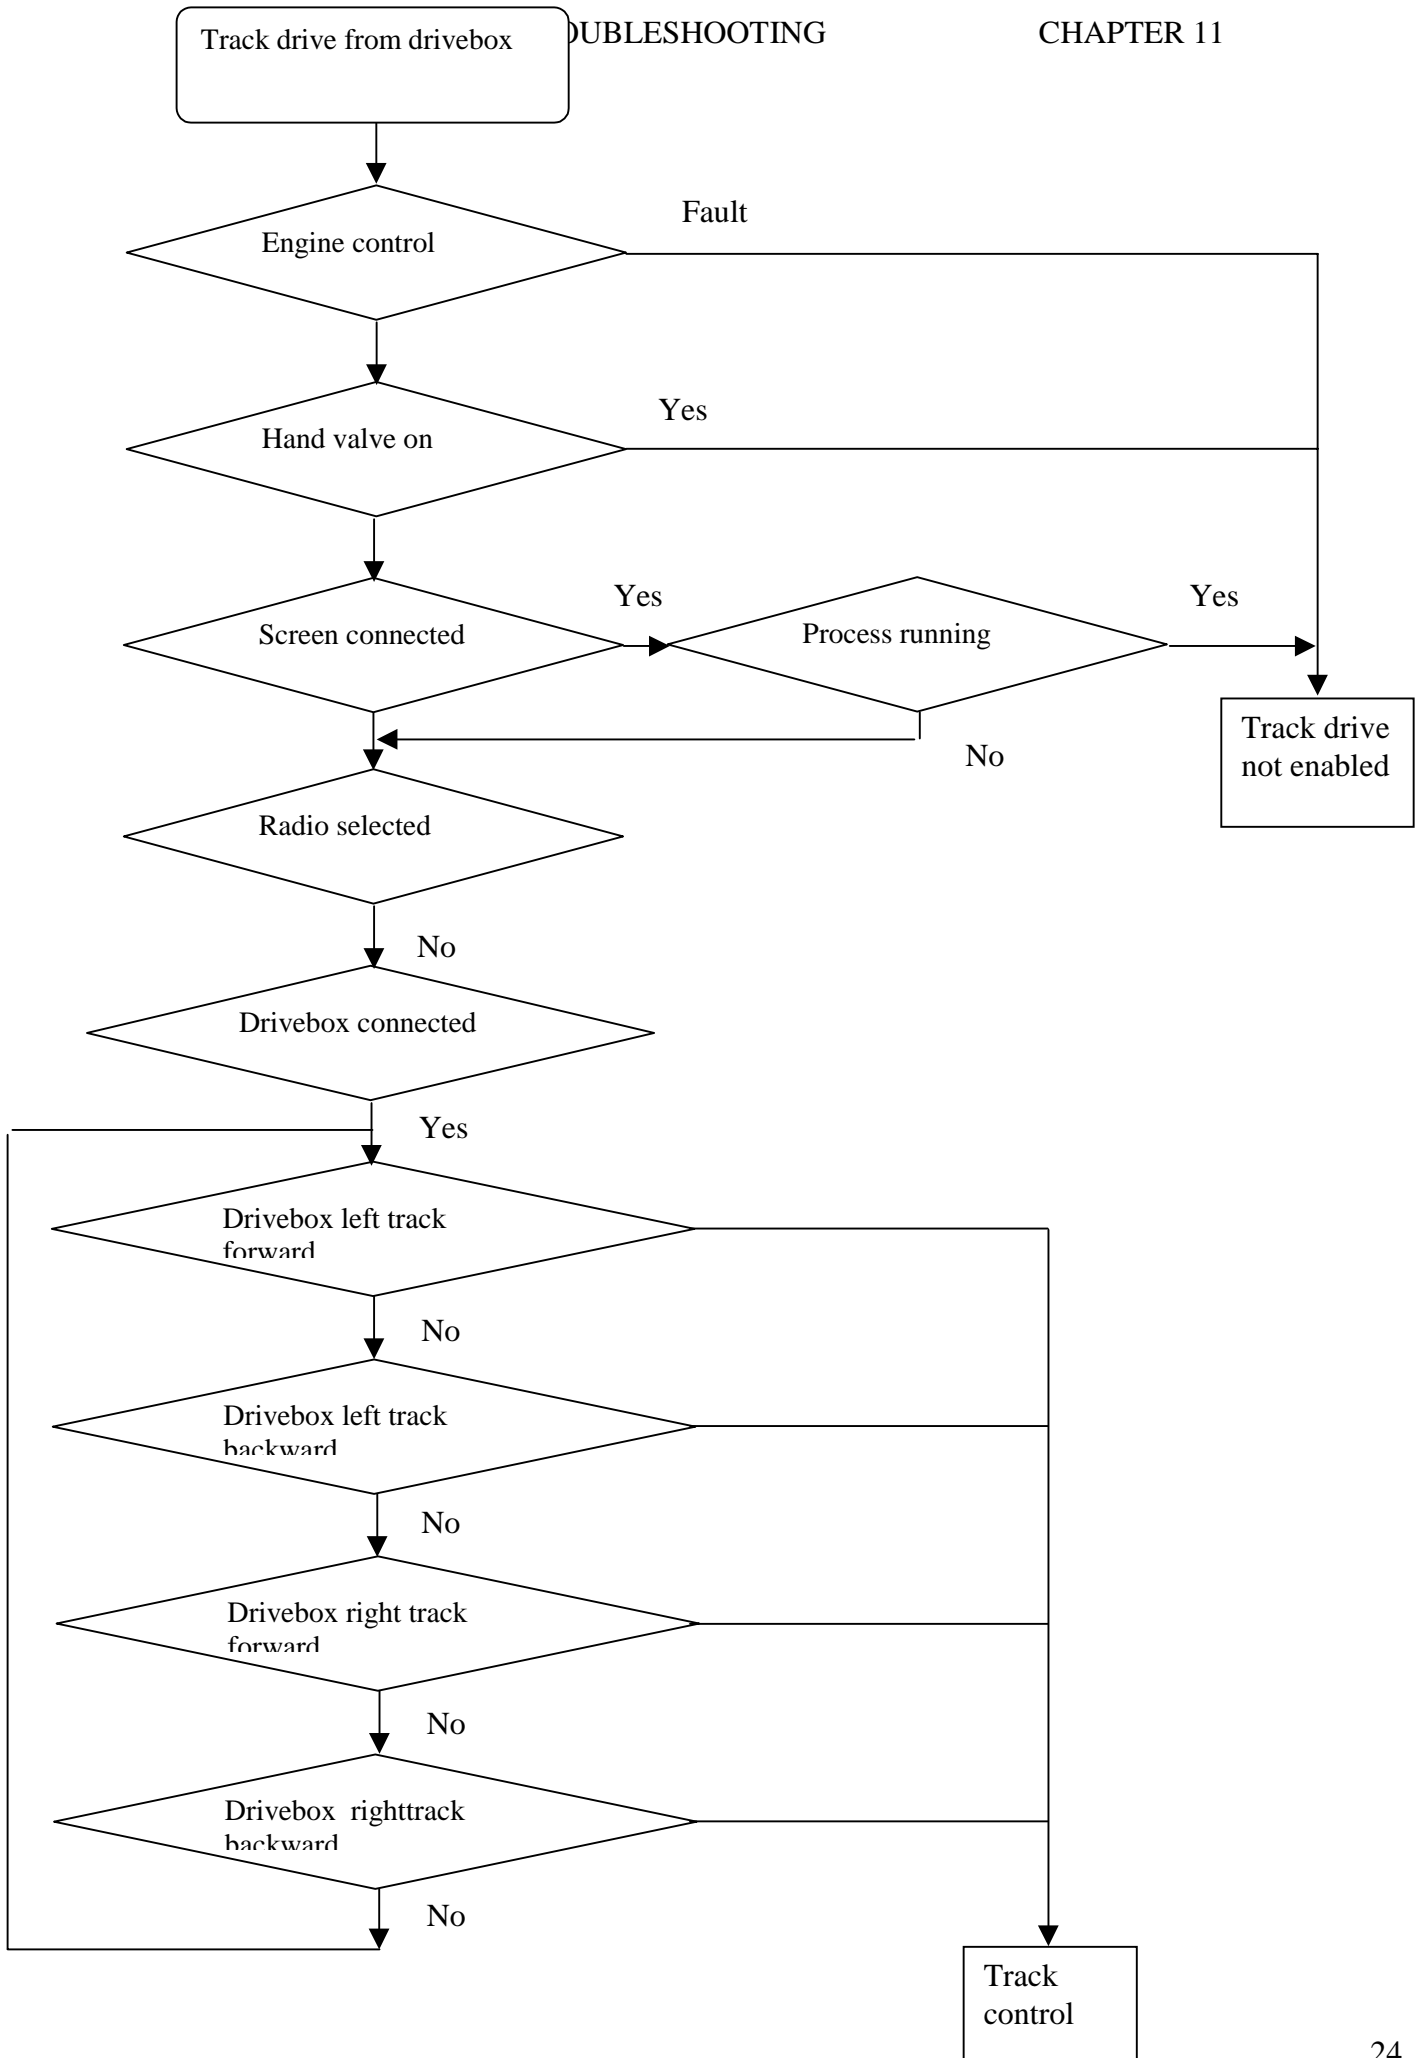 Track drive from drivebox
OUBLESHOOTING CHAPTER 11
Engine control
Fault
Hand valve on
Yes
Screen connected
Yes
Process running
Yes
Track drive
not enabled
No
Radio selected
No
Drivebox connected
Yes
Drivebox left track
forward
No
Drivebox left track
backward
No
Drivebox right track
forward
No
Drivebox righttrack
backward
No
Track
control
24